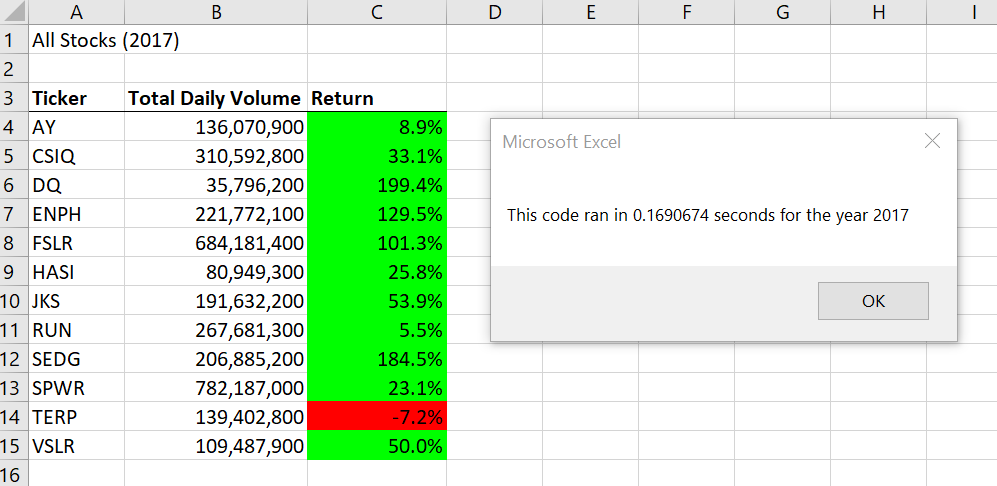 A B C D E F G H I
1 All Stocks (2017)
2
3 Ticker Total Daily Volume Return
4 AY 136,070,900 8.9%
5 CSIQ 310,592,800 33.1%
6 DQ 35,796,200 199.4%
7 ENPH 221,772,100 129.5%
8 FSLR 684,181,400 101.3%
9 HASI 80,949,300 25.8%
10 JKS 191,632,200 53.9%
11 RUN 267,681,300 5.5%
12 SEDG 206,885,200 184.5%
13 SPWR 782,187,000 23.1%
14 TERP 139,402,800 -7.2%
15 VSLR 109,487,900 50.0%
16
Microsoft Excel
This code ran in 0.1690674 seconds for the year 2017
OK